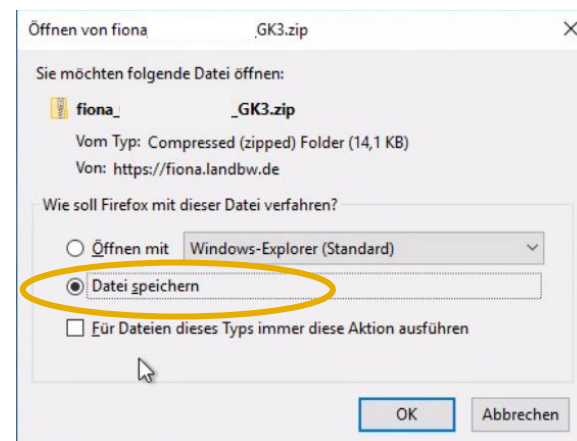 Öffnen von fiona_ _GK3.zip
Sie möchten folgende Datei öffnen:
fiona_ _GK3.zip
Vom Typ: Compressed (zipped) Folder (14,1 KB)
Von: https://fiona.landbw.de
Wie soll Firefox mit dieser Datei verfahren?
Öffnen mit Windows-Explorer (Standard)
Datei speichern
Für Dateien dieses Typs immer diese Aktion ausführen
OK Abbrechen